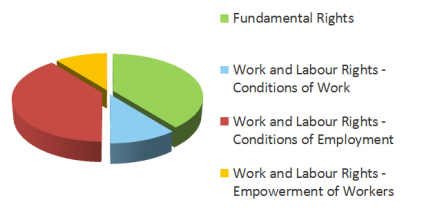 Fundamental Rights
Work and Labour Rights -
Conditions of Work
Work and Labour Rights -
Conditions of Employment
Work and Labour Rights -
Empowerment of Workers